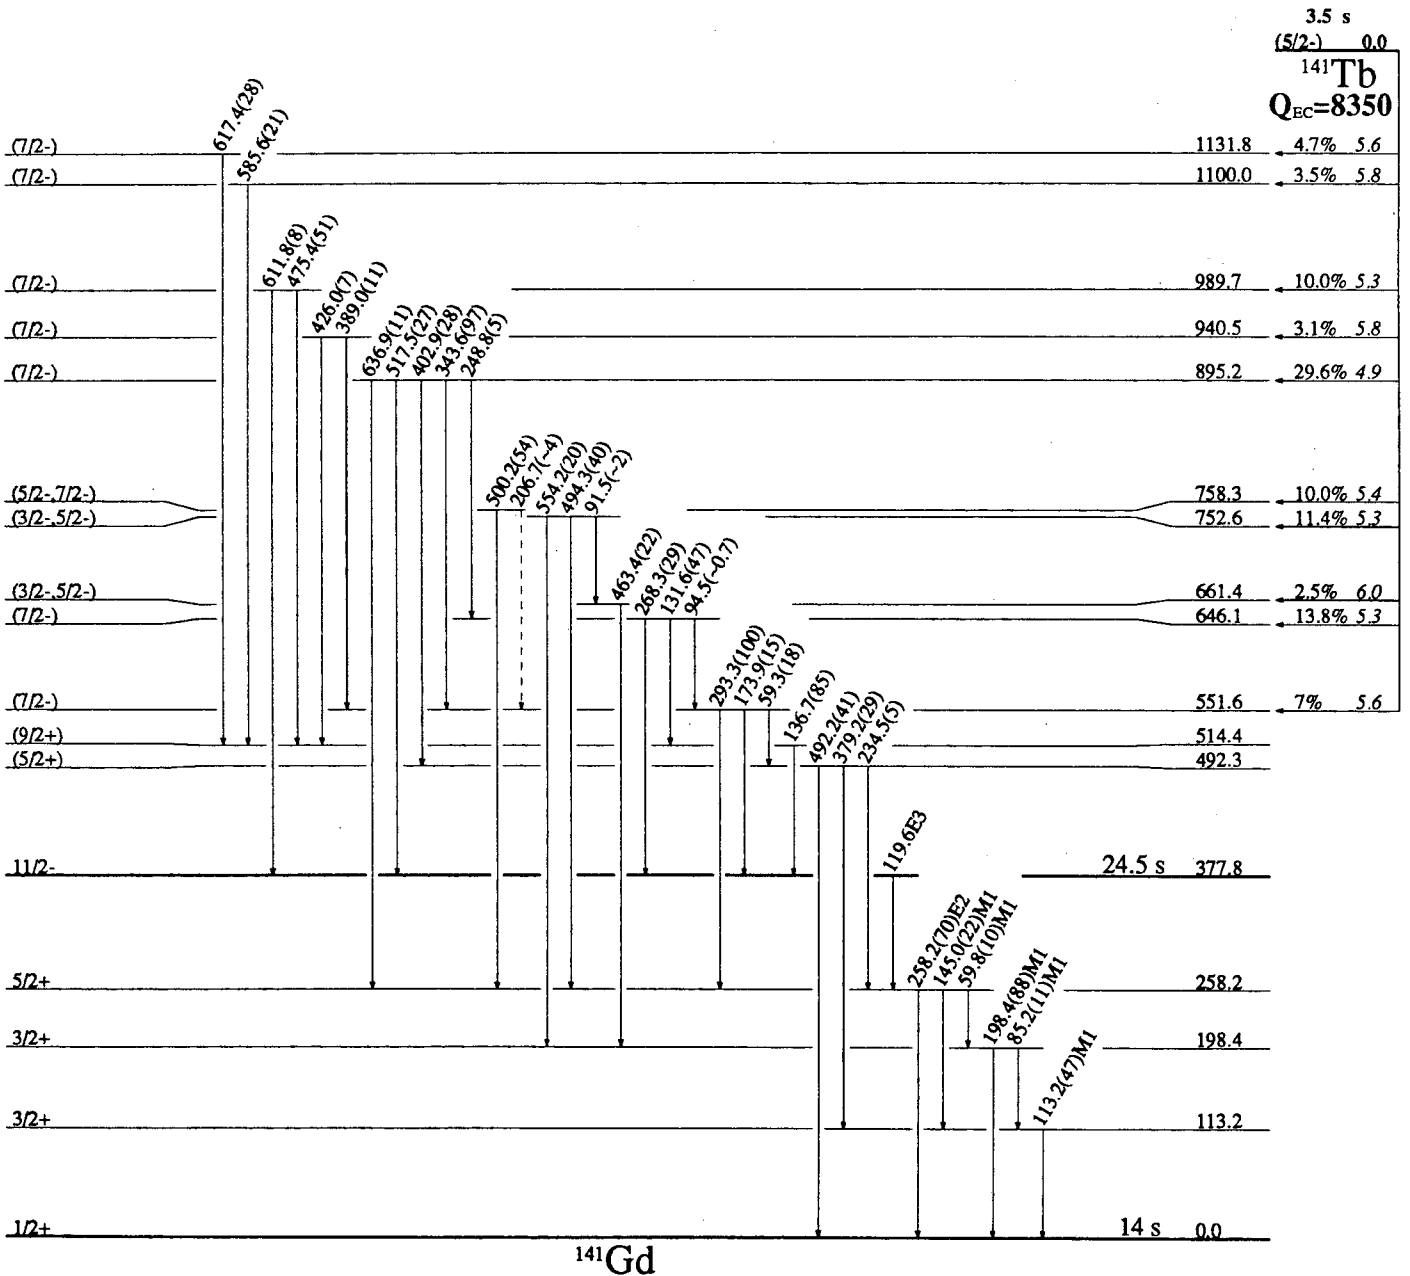 3.5 s
(5/2-) 0.0
141Tb
QEC=8350
617.4(28)
585.6(21)
(7/2-) 1131.8 4.7% 5.6
(7/2-) 1100.0 3.5% 5.8
611.8(8)
475.4(51)
(7/2-) 989.7 10.0% 5.3
426.0(7)
389.0(11)
(7/2-) 940.5 3.1% 5.8
636.9(11)
517.5(27)
402.9(28)
343.6(97)
248.8(5)
(7/2-) 895.2 29.6% 4.9
500.2(54)
206.7(~4)
554.2(20)
494.3(40)
91.5(~2)
(5/2-,7/2-) 758.3 10.0% 5.4
(3/2-,5/2-) 752.6 11.4% 5.3
463.4(22)
268.3(29)
131.6(47)
94.5(~0.7)
(3/2-,5/2-) 661.4 2.5% 6.0
(7/2-) 646.1 13.8% 5.3
293.3(100)
173.9(15)
59.3(18)
(7/2-) 551.6 7% 5.6
136.7(85)
(9/2+) 514.4
492.2(41)
379.2(29)
234.5(5)
(5/2+) 492.3
119.6E3
11/2- 24.5 s 377.8
258.2(70)E2
145.0(22)M1
59.8(10)M1
5/2+ 258.2
198.4(88)M1
85.2(11)M1
3/2+ 198.4
113.2(47)M1
3/2+ 113.2
1/2+ 14 s 0.0
141Gd